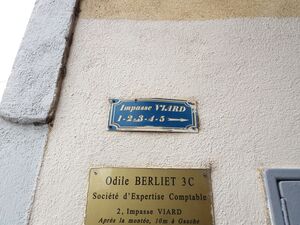 Impasse VIARD
1-2-3-4-5 →
Odile BERLIET 3C
Société d'Expertise Comptable
2, Impasse VIARD
Après la montée, 10m à Gauche